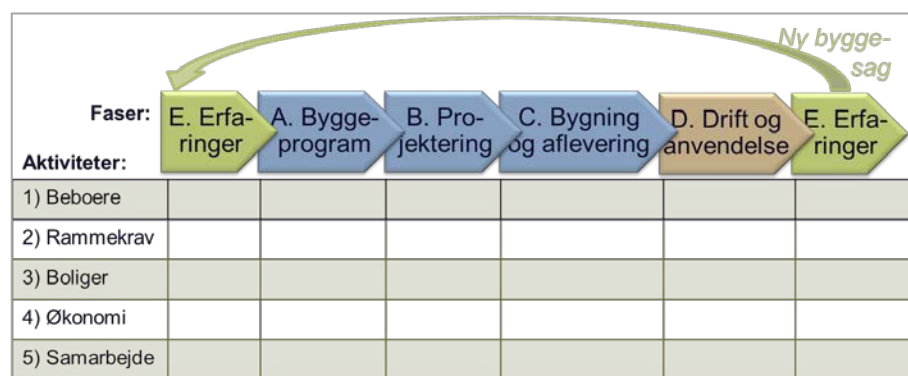 Ny bygge-
sag
Faser:
E. Erfa-
ringer
A. Bygge-
program
B. Pro-
jektering
C. Bygning
og aflevering
D. Drift og
anvendelse
E. Erfa-
ringer
Aktiviteter:
1) Beboere
2) Rammekrav
3) Boliger
4) Økonomi
5) Samarbejde